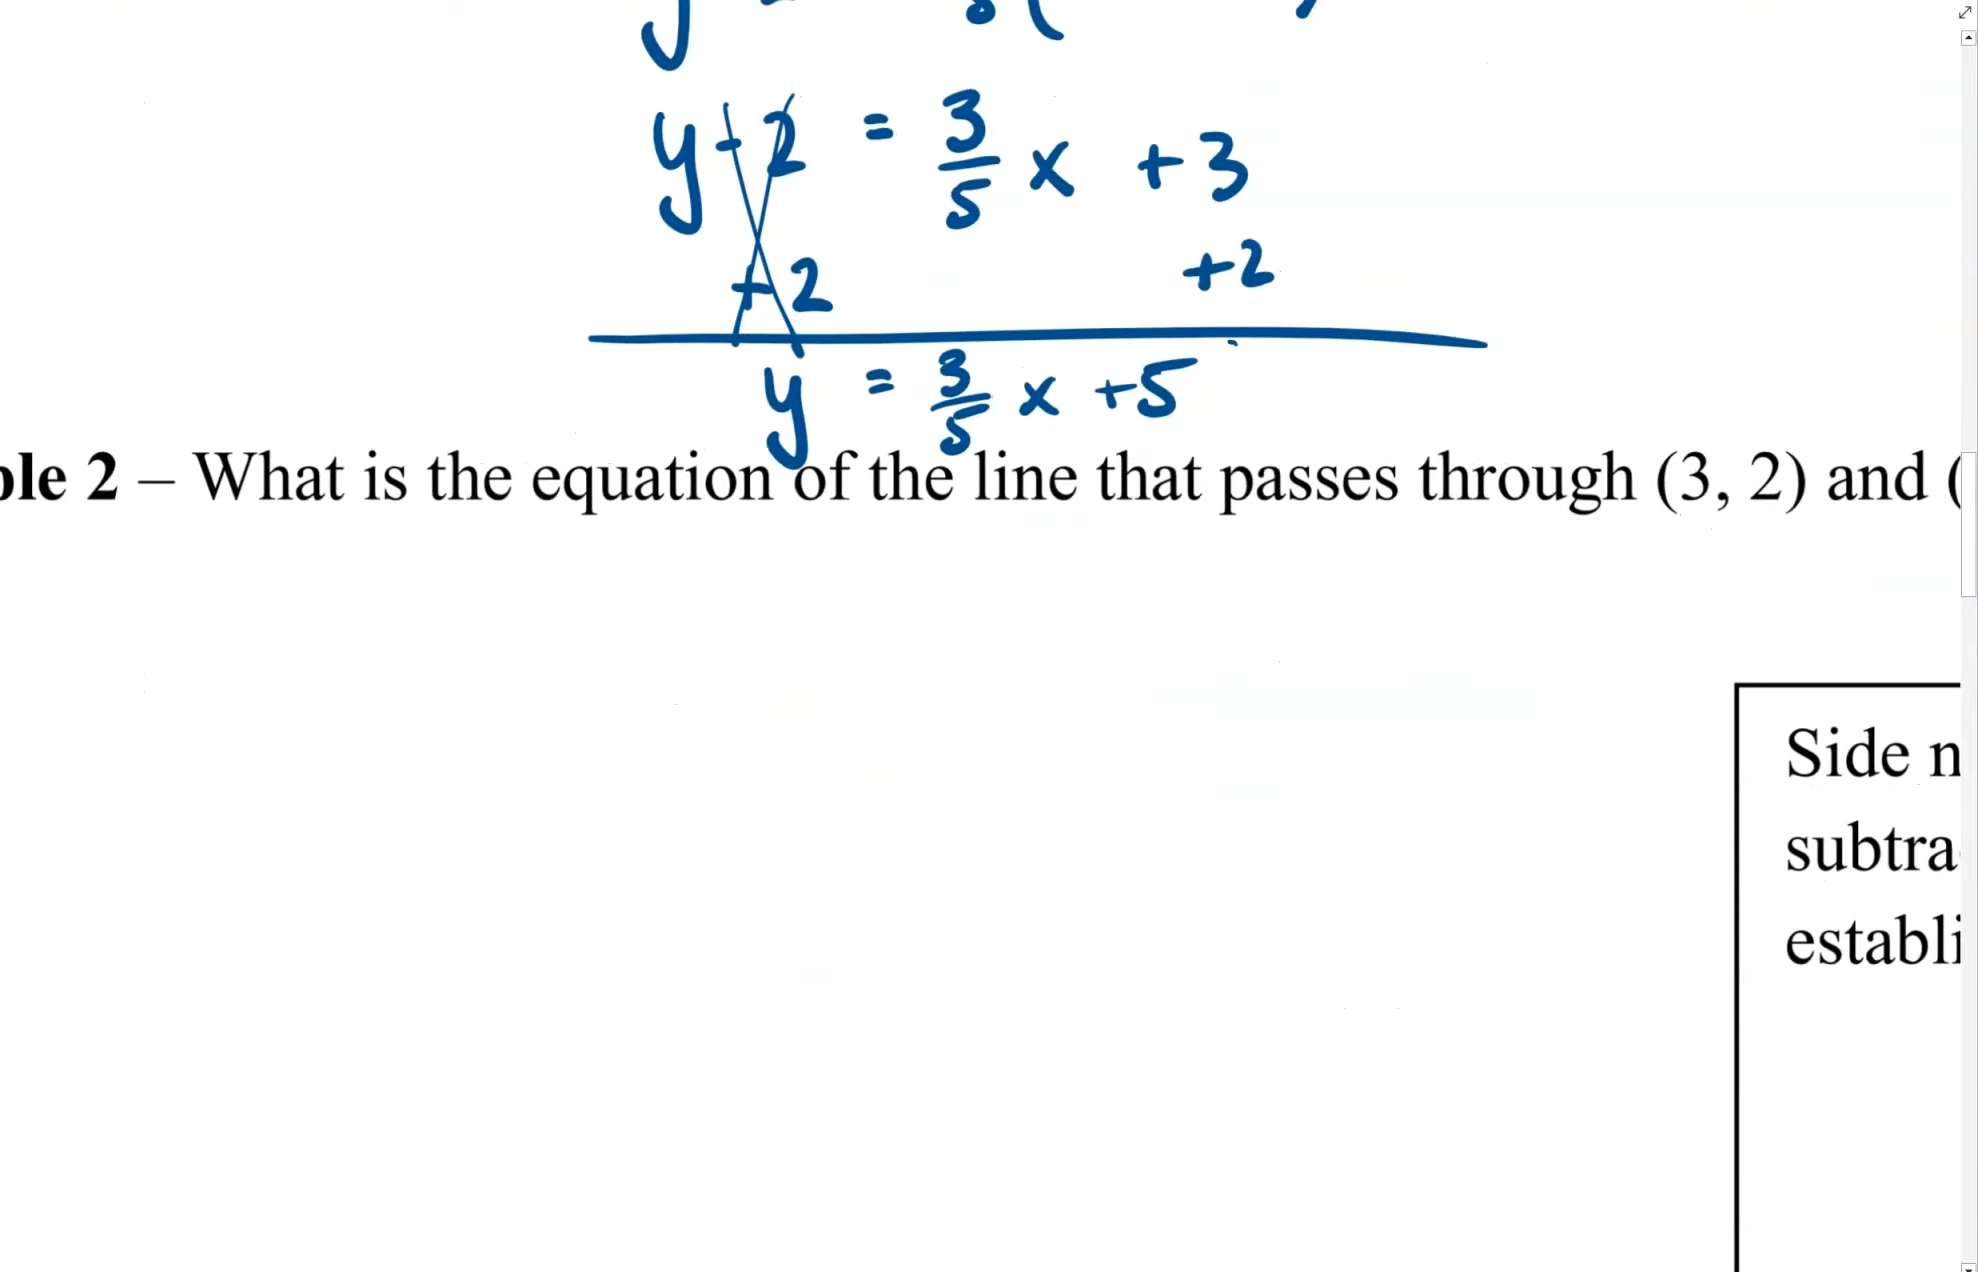 y - 2 = 3/5 x + 3
+ 2 + 2
y = 3/5 x + 5
ple 2 – What is the equation of the line that passes through (3, 2) and (
Side n
subtra
establi